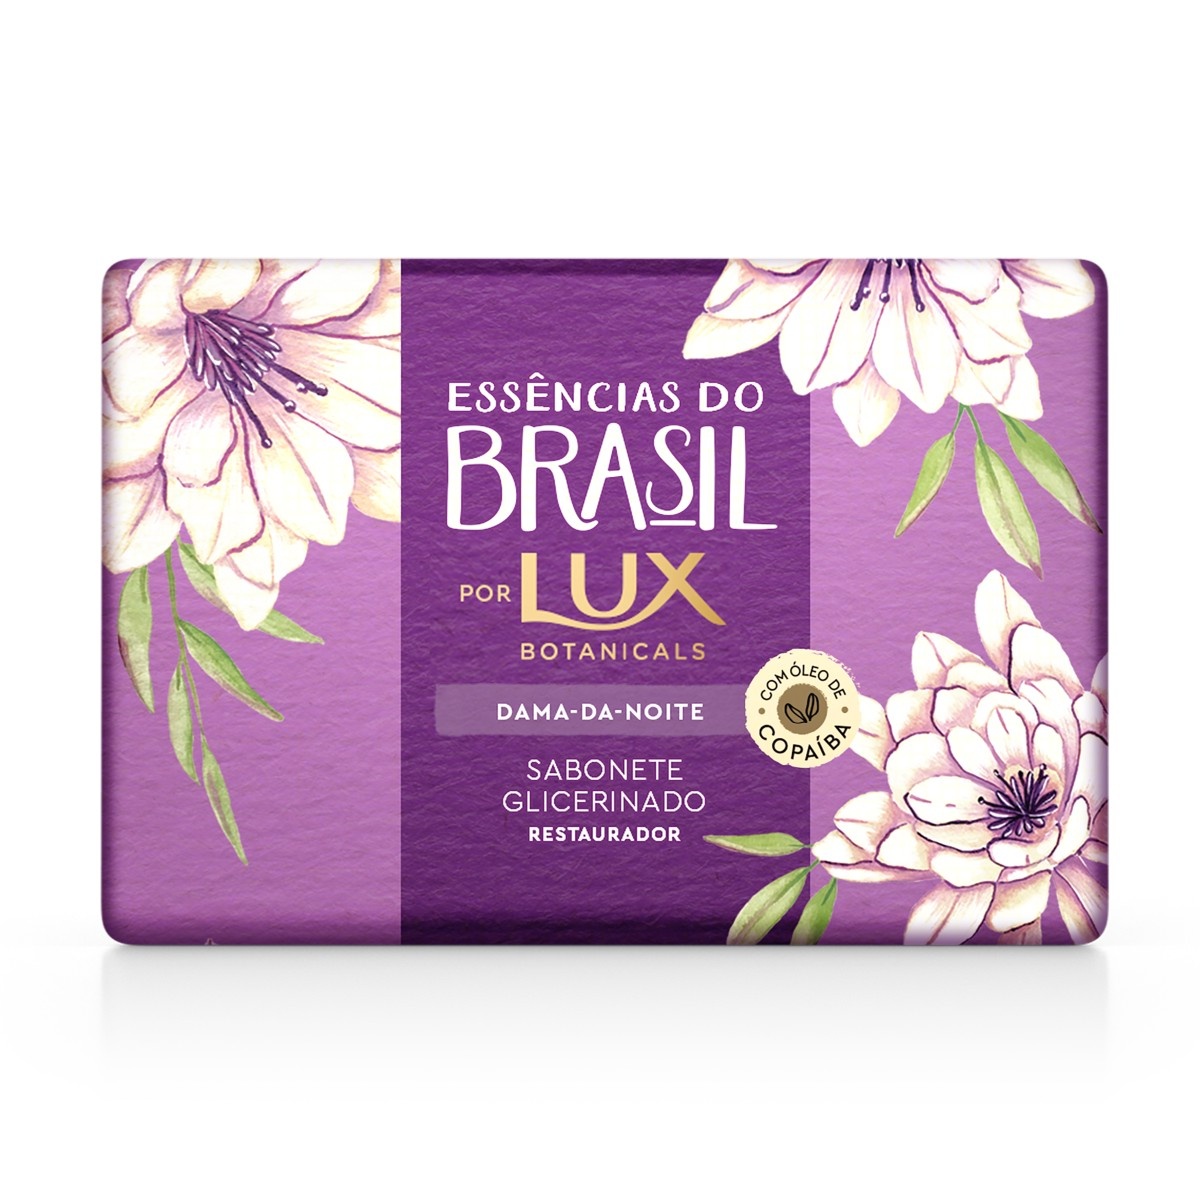 ESSÊNCIAS DO
BRASIL
POR LUX
BOTANICALS
DAMA-DA-NOITE
COM ÓLEO DE
COPAÍBA
SABONETE
GLICERINADO
RESTAURADOR